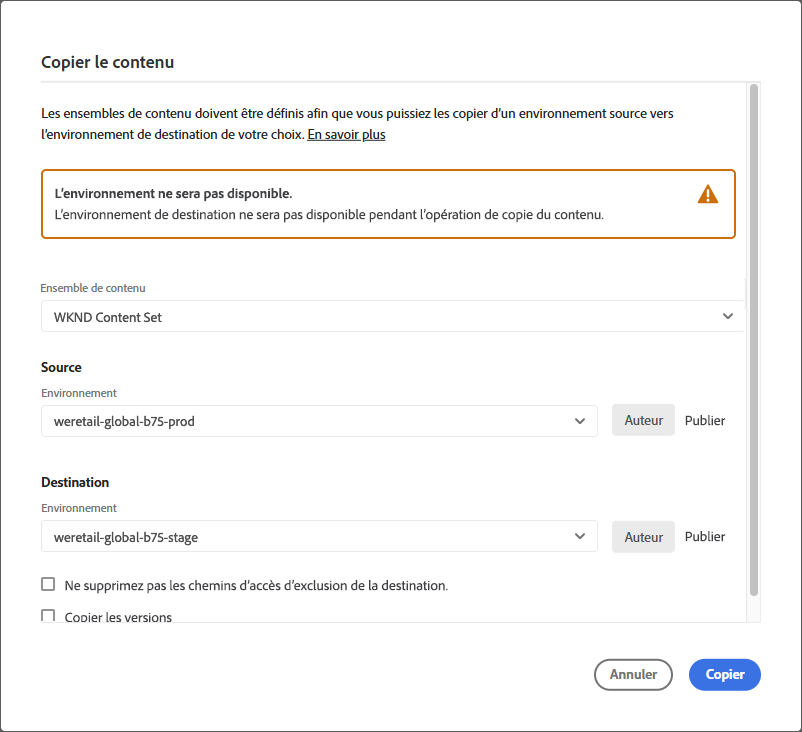 Copier le contenu
Les ensembles de contenu doivent être définis afin que vous puissiez les copier d’un environnement source vers
l’environnement de destination de votre choix. En savoir plus
L’environnement ne sera pas disponible.
L’environnement de destination ne sera pas disponible pendant l’opération de copie du contenu.
Ensemble de contenu
WKND Content Set
Source
Environnement
weretail-global-b75-prod
Auteur Publier
Destination
Environnement
weretail-global-b75-stage
Auteur Publier
Ne supprimez pas les chemins d’accès d’exclusion de la destination.
Copier les versions
Annuler Copier